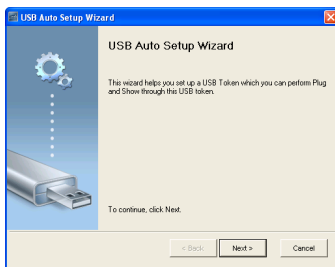 USB Auto Setup Wizard
USB Auto Setup Wizard
This wizard helps you set up a USB Token which you can perform Plug
and Show through this USB token.
To continue, click Next.
< Back
Next >
Cancel